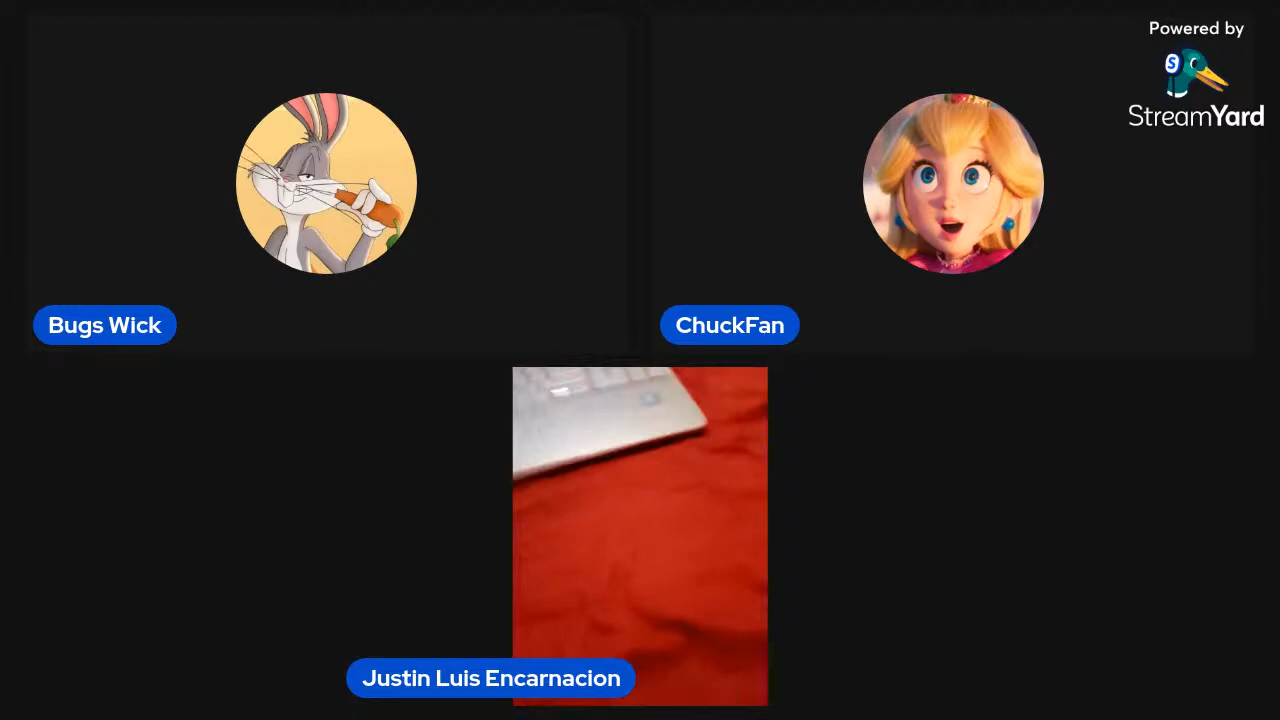 Powered by
S
StreamYard
Bugs Wick
ChuckFan
Justin Luis Encarnacion